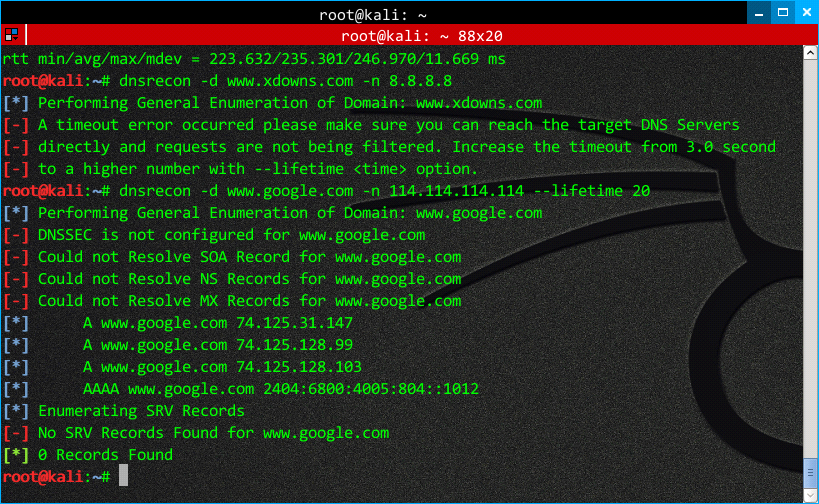 root@kali: ~
root@kali: ~ 88x20
rtt min/avg/max/mdev = 223.632/235.301/246.970/11.669 ms
root@kali:~# dnsrecon -d www.xdowns.com -n 8.8.8.8
[*] Performing General Enumeration of Domain: www.xdowns.com
[-] A timeout error occurred please make sure you can reach the target DNS Servers
[-] directly and requests are not being filtered. Increase the timeout from 3.0 second
[-] to a higher number with --lifetime <time> option.
root@kali:~# dnsrecon -d www.google.com -n 114.114.114.114 --lifetime 20
[*] Performing General Enumeration of Domain: www.google.com
[-] DNSSEC is not configured for www.google.com
[-] Could not Resolve SOA Record for www.google.com
[-] Could not Resolve NS Records for www.google.com
[-] Could not Resolve MX Records for www.google.com
[*]      A www.google.com 74.125.31.147
[*]      A www.google.com 74.125.128.99
[*]      A www.google.com 74.125.128.103
[*]      AAAA www.google.com 2404:6800:4005:804::1012
[*] Enumerating SRV Records
[-] No SRV Records Found for www.google.com
[*] 0 Records Found
root@kali:~#